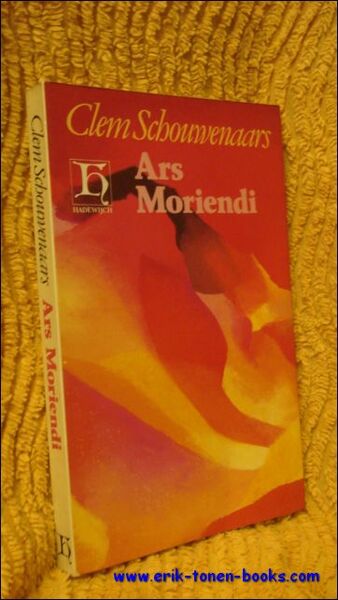 Clem Schouwenaars
Ars
Moriendi
H
HADEWIJCH
Clem Schouwenaars Ars Moriendi
H
www.erik-tonen-books.com